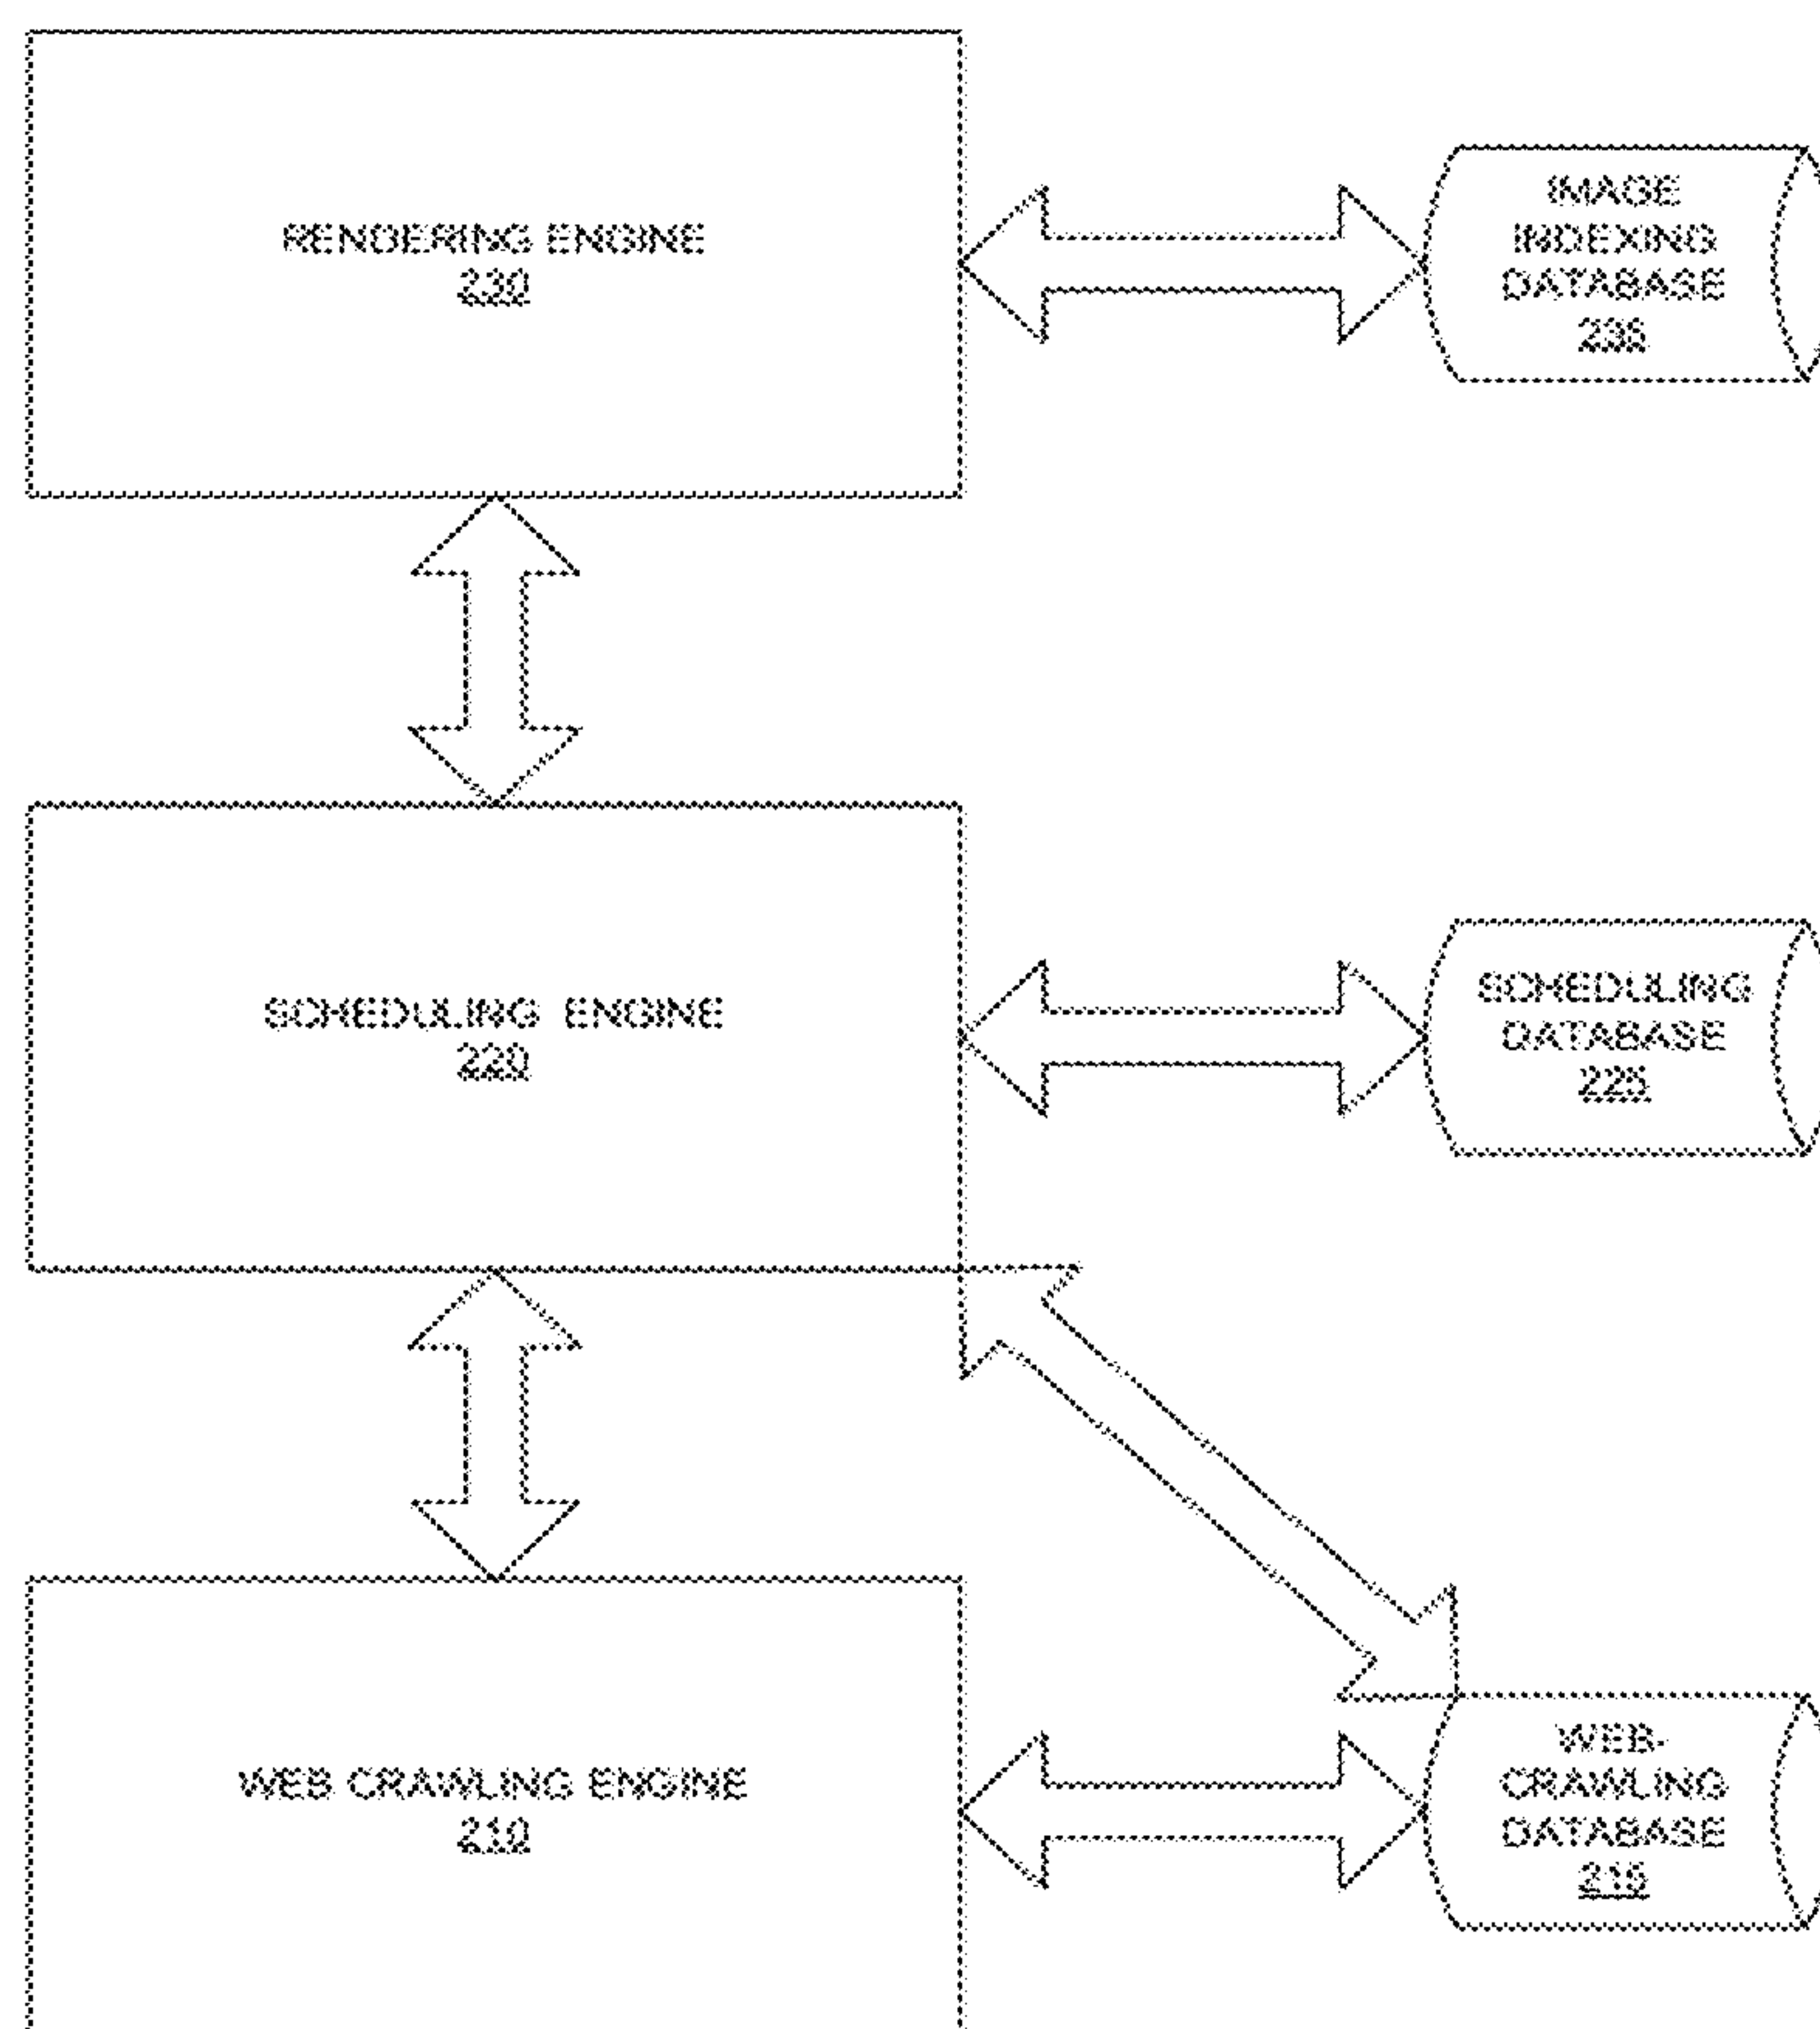 RENDERING ENGINE
230
IMAGE
INDEXING
DATABASE
235
SCHEDULING ENGINE
220
SCHEDULING
DATABASE
225
WEB CRAWLING ENGINE
210
WEB-
CRAWLING
DATABASE
215